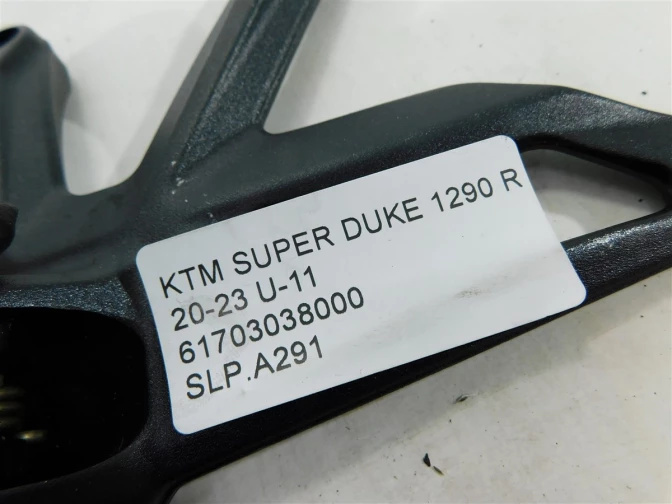 KTM SUPER DUKE 1290 R
20-23 U-11
61703038000
SLP.A291